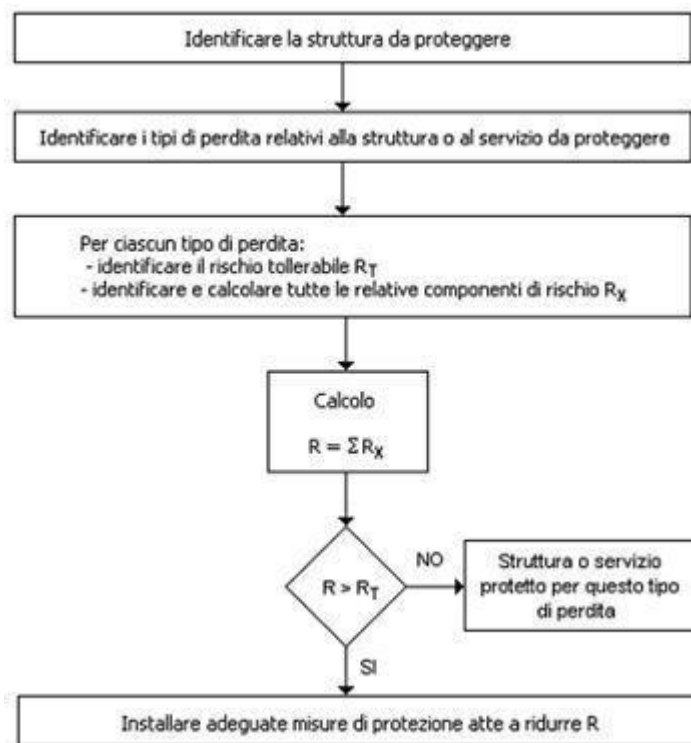 Identificare la struttura da proteggere
Identificare i tipi di perdita relativi alla struttura o al servizio da proteggere
Per ciascun tipo di perdita:
- identificare il rischio tollerabile RT
- identificare e calcolare tutte le relative componenti di rischio RX
Calcolo
R = ΣRX
R > RT
NO
Struttura o servizio
protetto per questo tipo
di perdita
SI
Installare adeguate misure di protezione atte a ridurre R